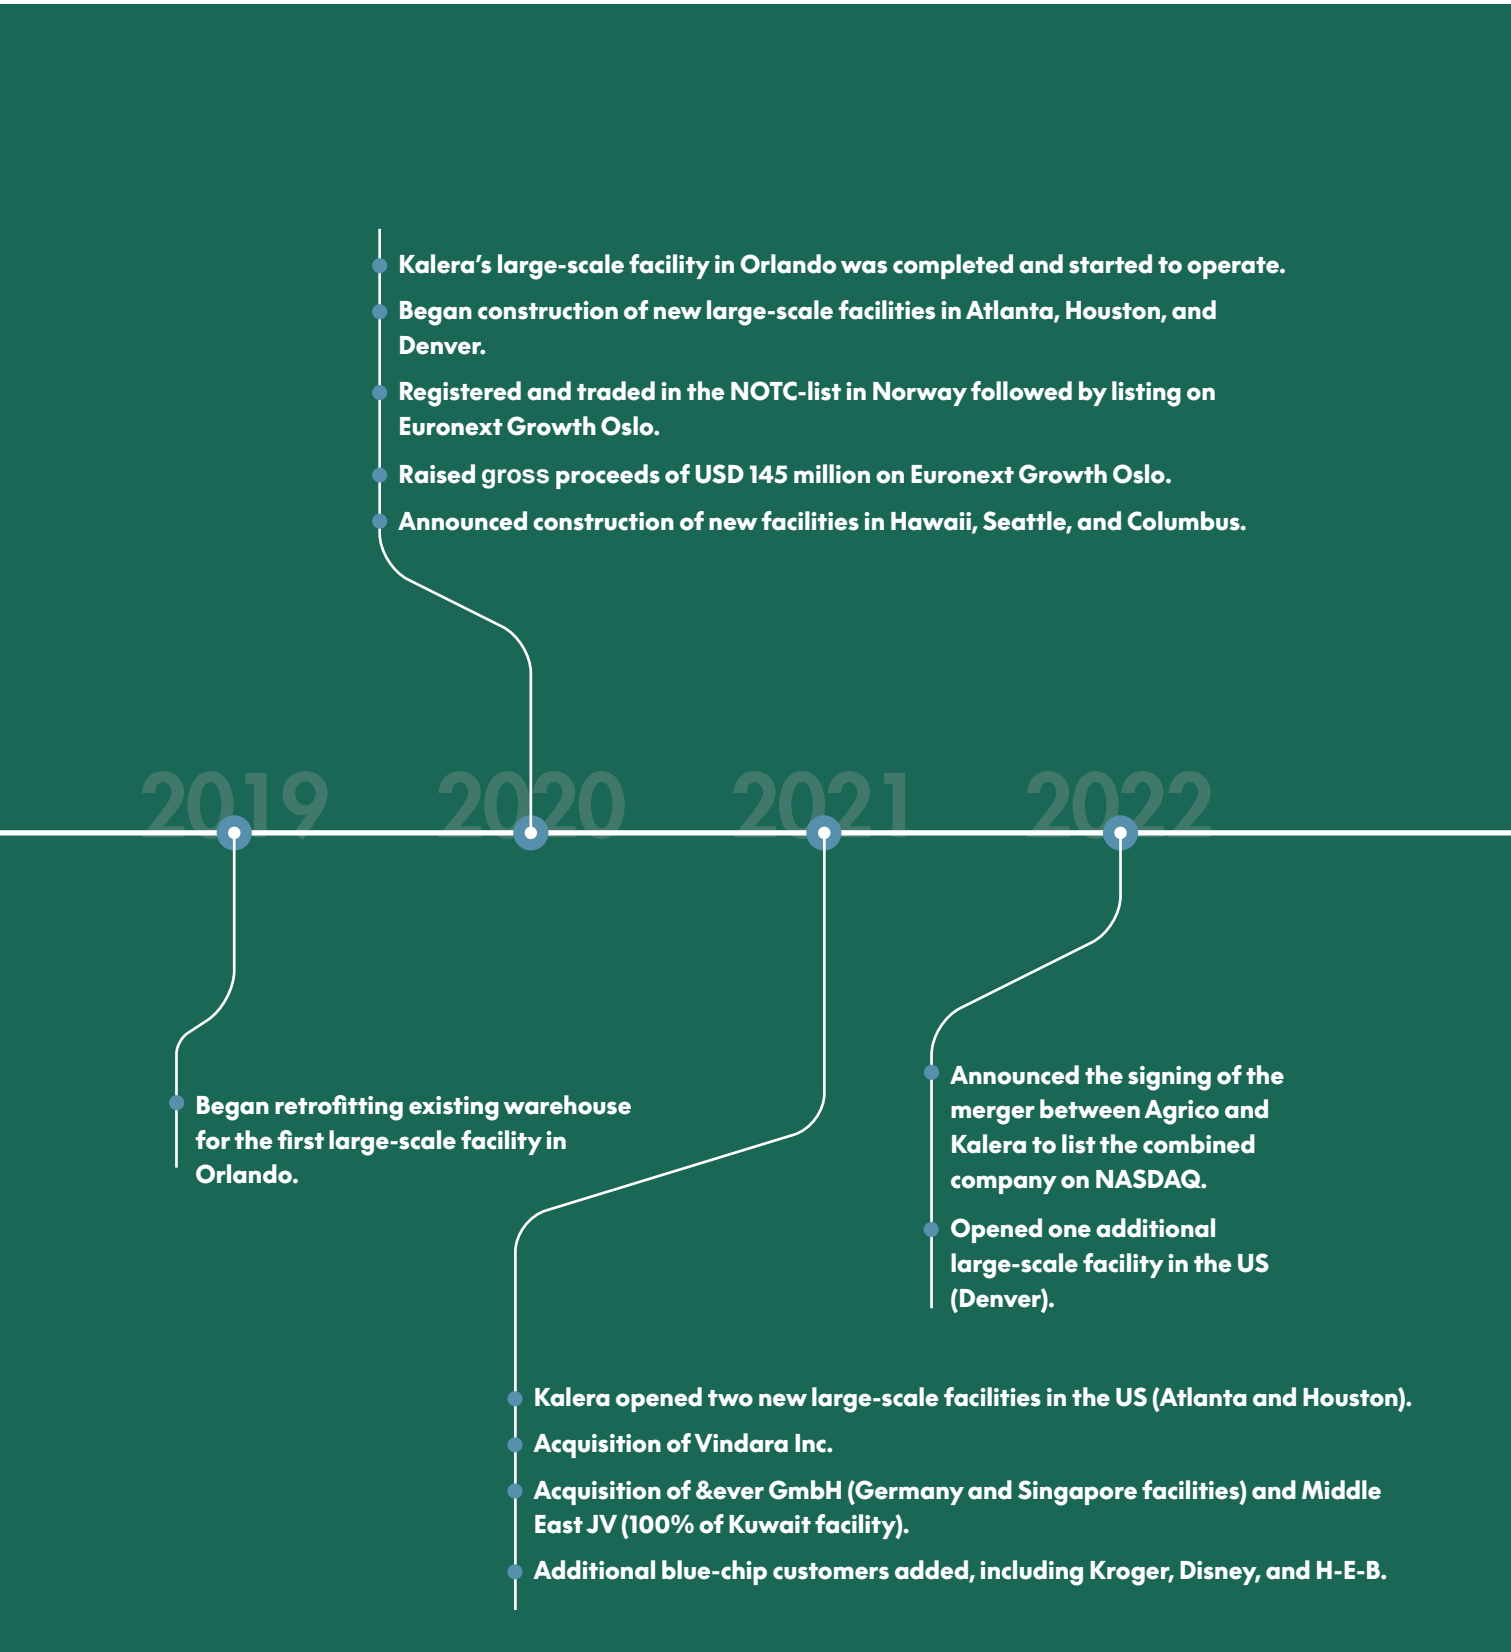 Kalera’s large-scale facility in Orlando was completed and started to operate.
Began construction of new large-scale facilities in Atlanta, Houston, and
Denver.
Registered and traded in the NOTC-list in Norway followed by listing on
Euronext Growth Oslo.
Raised gross proceeds of USD 145 million on Euronext Growth Oslo.
Announced construction of new facilities in Hawaii, Seattle, and Columbus.
2019 2020 2021 2022
Began retrofitting existing warehouse
for the first large-scale facility in
Orlando.
Announced the signing of the
merger between Agrico and
Kalera to list the combined
company on NASDAQ.
Opened one additional
large-scale facility in the US
(Denver).
Kalera opened two new large-scale facilities in the US (Atlanta and Houston).
Acquisition of Vindara Inc.
Acquisition of &ever GmbH (Germany and Singapore facilities) and Middle
East JV (100% of Kuwait facility).
Additional blue-chip customers added, including Kroger, Disney, and H-E-B.